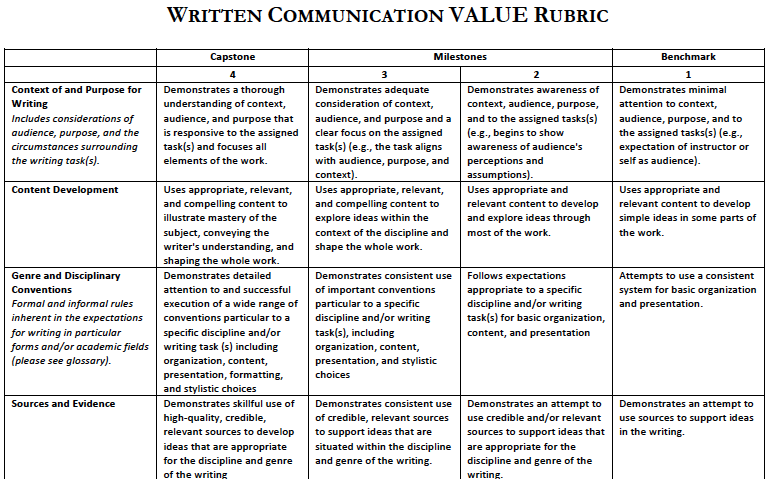 WRITTEN COMMUNICATION VALUE RUBRIC
Capstone
Milestones
Benchmark
4
3
2
1
Context of and Purpose for
Writing
Includes considerations of
audience, purpose, and the
circumstances surrounding
the writing task(s).
Demonstrates a thorough
understanding of context,
audience, and purpose that
is responsive to the assigned
task(s) and focuses all
elements of the work.
Demonstrates adequate
consideration of context,
audience, and purpose and a
clear focus on the assigned
task(s) (e.g., the task aligns
with audience, purpose, and
context).
Demonstrates awareness of
context, audience, purpose,
and to the assigned tasks(s)
(e.g., begins to show
awareness of audience's
perceptions and
assumptions).
Demonstrates minimal
attention to context,
audience, purpose, and to
the assigned tasks(s) (e.g.,
expectation of instructor or
self as audience).
Content Development
Uses appropriate, relevant,
and compelling content to
illustrate mastery of the
subject, conveying the
writer's understanding, and
shaping the whole work.
Uses appropriate, relevant,
and compelling content to
explore ideas within the
context of the discipline and
shape the whole work.
Uses appropriate and
relevant content to develop
and explore ideas through
most of the work.
Uses appropriate and
relevant content to develop
simple ideas in some parts of
the work.
Genre and Disciplinary
Conventions
Formal and informal rules
inherent in the expectations
for writing in particular
forms and/or academic fields
(please see glossary).
Demonstrates detailed
attention to and successful
execution of a wide range of
conventions particular to a
specific discipline and/or
writing task (s) including
organization, content,
presentation, formatting,
and stylistic choices
Demonstrates consistent use
of important conventions
particular to a specific
discipline and/or writing
task(s), including
organization, content,
presentation, and stylistic
choices
Follows expectations
appropriate to a specific
discipline and/or writing
task(s) for basic organization,
content, and presentation
Attempts to use a consistent
system for basic organization
and presentation.
Sources and Evidence
Demonstrates skillful use of
high-quality, credible,
relevant sources to develop
ideas that are appropriate
for the discipline and genre
of the writing
Demonstrates consistent use
of credible, relevant sources
to support ideas that are
situated within the discipline
and genre of the writing.
Demonstrates an attempt to
use credible and/or relevant
sources to support ideas that
are appropriate for the
discipline and genre of the
writing.
Demonstrates an attempt to
use sources to support ideas
in the writing.